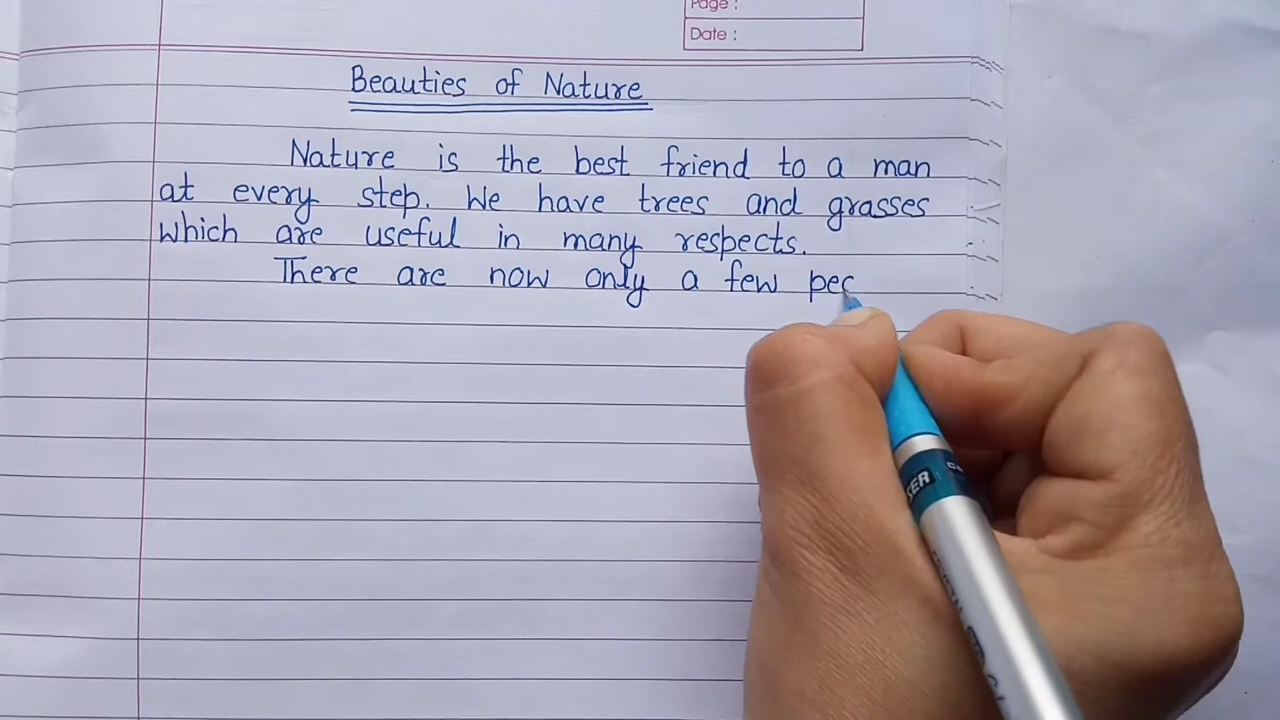 Page :
Date :
Beauties of Nature
Nature is the best friend to a man
at every step. We have trees and grasses
which are useful in many respects.
There are now only a few